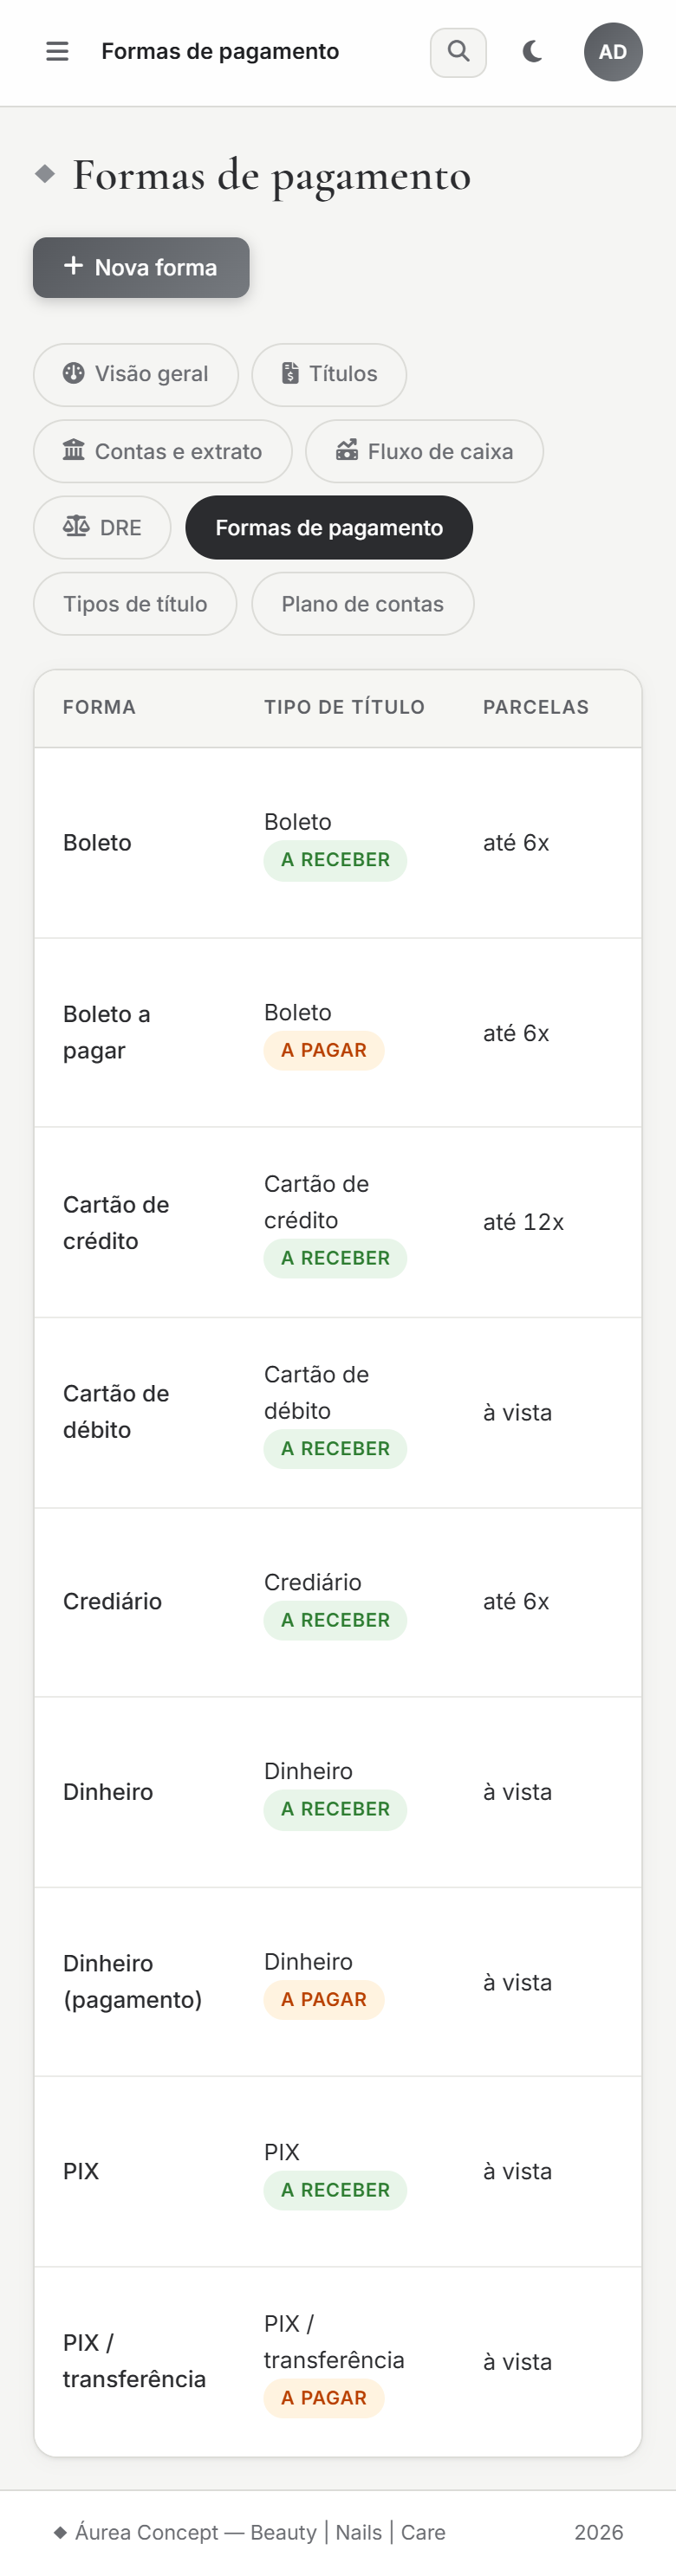 Formas de pagamento
AD
Formas de pagamento
Nova forma
Visão geral
Títulos
Contas e extrato
Fluxo de caixa
DRE
Formas de pagamento
Tipos de título
Plano de contas
FORMA TIPO DE TÍTULO PARCELAS
Boleto
Boleto
A RECEBER
até 6x
Boleto a
pagar
Boleto
A PAGAR
até 6x
Cartão de
crédito
Cartão de
crédito
A RECEBER
até 12x
Cartão de
débito
Cartão de
débito
A RECEBER
à vista
Crediário
Crediário
A RECEBER
até 6x
Dinheiro
Dinheiro
A RECEBER
à vista
Dinheiro
(pagamento)
Dinheiro
A PAGAR
à vista
PIX
PIX
A RECEBER
à vista
PIX /
transferência
PIX /
transferência
A PAGAR
à vista
Áurea Concept — Beauty | Nails | Care 2026